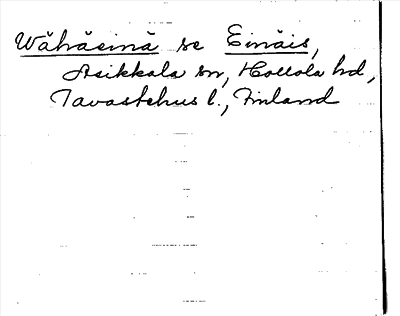 Wähäeinä se Einäis,
Asikkala sn, Hollola hd,
Tavastehus l., Finland